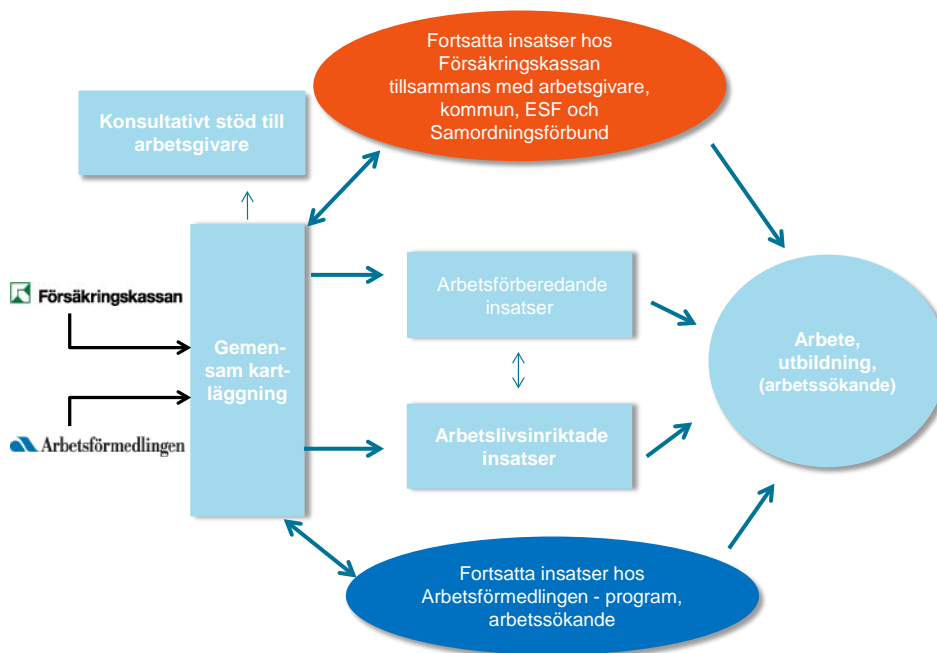 Fortsatta insatser hos
Försäkringskassan
tillsammans med arbetsgivare,
kommun, ESF och
Samordningsförbund
Konsultativt stöd till
arbetsgivare
Försäkringskassan
Arbetsförmedlingen
Gemen-
sam kart-
läggning
Arbetsförberedande
insatser
Arbetslivsinriktade
insatser
Arbete,
utbildning,
(arbetssökande)
Fortsatta insatser hos
Arbetsförmedlingen - program,
arbetssökande